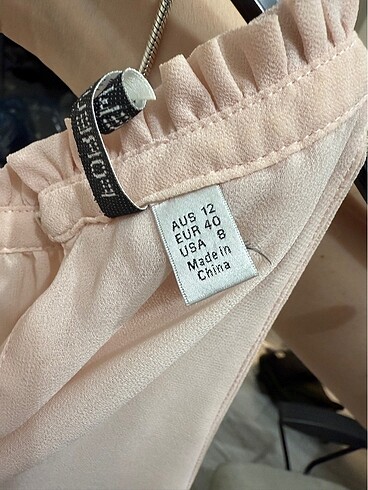 AUS 12
EUR 40
USA 8
Made in
China